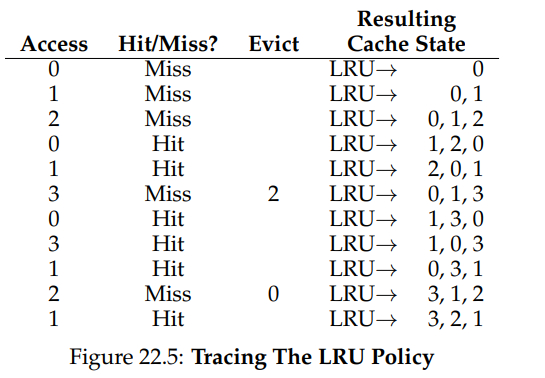 Resulting
Access Hit/Miss? Evict Cache State
0 Miss LRU→ 0
1 Miss LRU→ 0, 1
2 Miss LRU→ 0, 1, 2
0 Hit LRU→ 1, 2, 0
1 Hit LRU→ 2, 0, 1
3 Miss 2 LRU→ 0, 1, 3
0 Hit LRU→ 1, 3, 0
3 Hit LRU→ 1, 0, 3
1 Hit LRU→ 0, 3, 1
2 Miss 0 LRU→ 3, 1, 2
1 Hit LRU→ 3, 2, 1
Figure 22.5: Tracing The LRU Policy